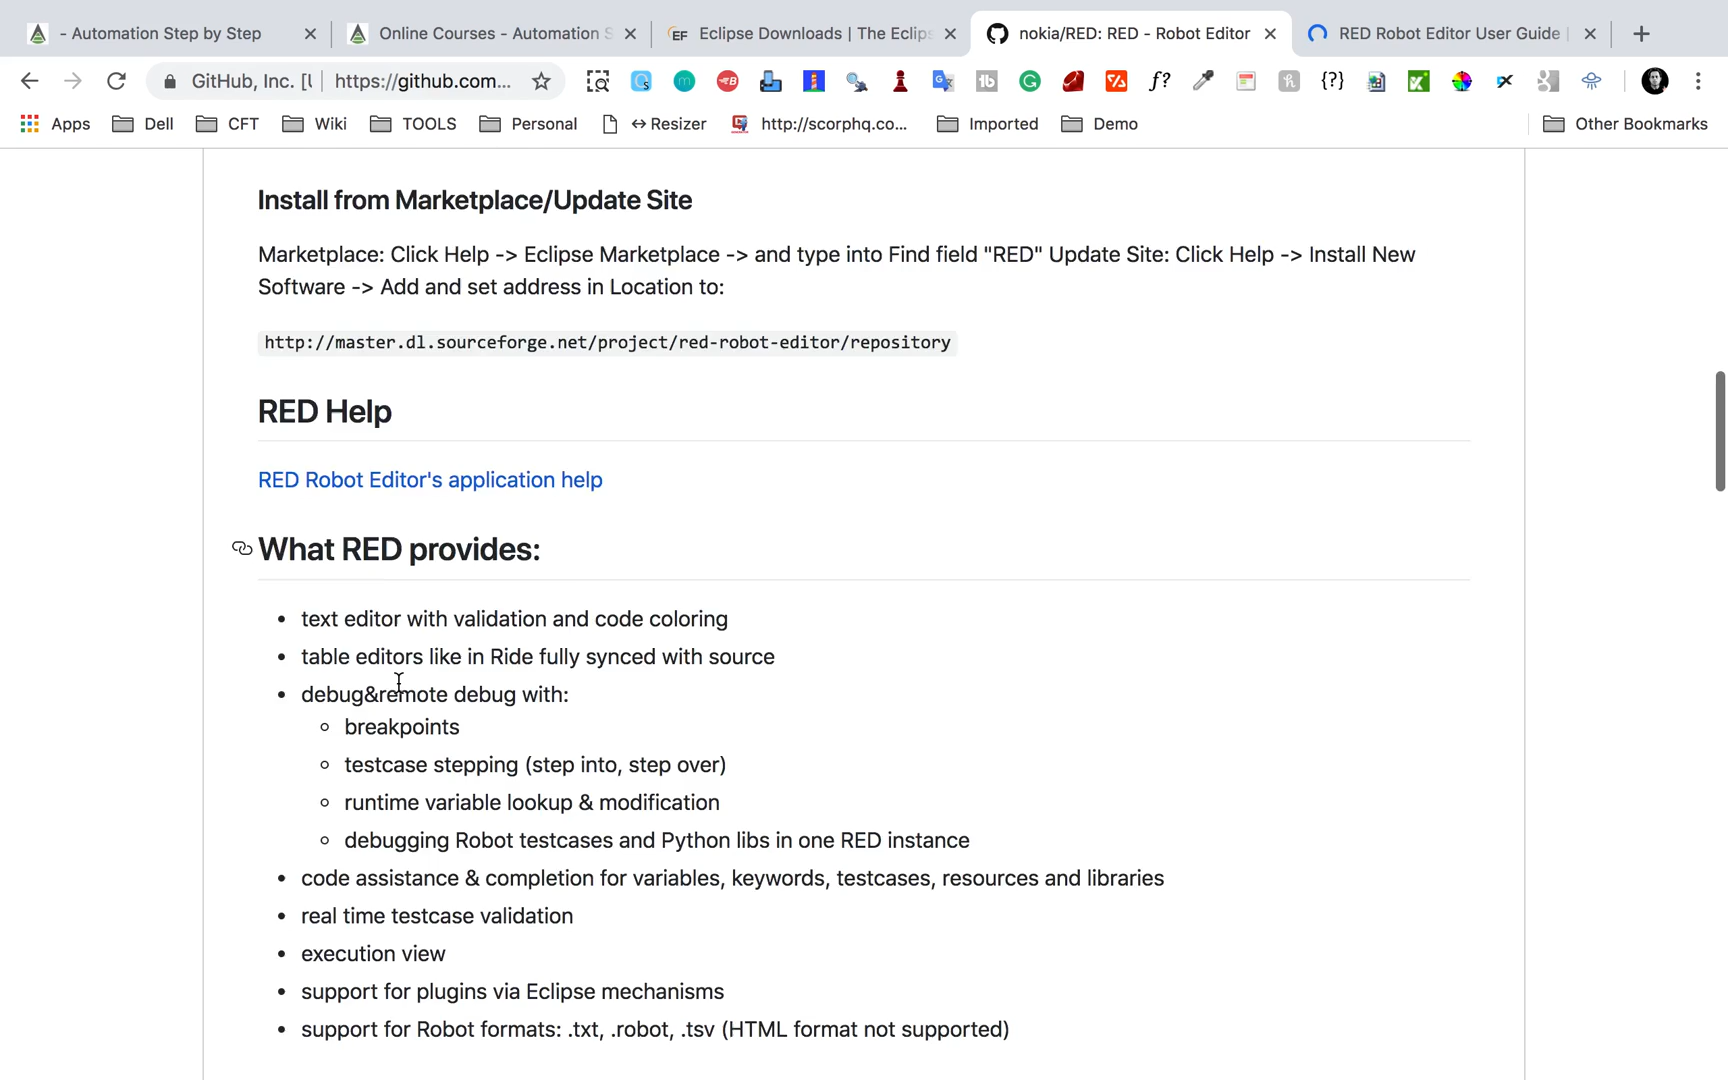 - Automation Step by Step
Online Courses - Automation S
Eclipse Downloads | The Eclips
nokia/RED: RED - Robot Editor
RED Robot Editor User Guide |
GitHub, Inc. [U
https://github.com...
Apps
Dell
CFT
Wiki
TOOLS
Personal
↔ Resizer
http://scorphq.co...
Imported
Demo
Other Bookmarks
Install from Marketplace/Update Site
Marketplace: Click Help -> Eclipse Marketplace -> and type into Find field "RED" Update Site: Click Help -> Install New
Software -> Add and set address in Location to:
http://master.dl.sourceforge.net/project/red-robot-editor/repository
RED Help
RED Robot Editor's application help
What RED provides:
• text editor with validation and code coloring
• table editors like in Ride fully synced with source
• debug&remote debug with:
◦ breakpoints
◦ testcase stepping (step into, step over)
◦ runtime variable lookup & modification
◦ debugging Robot testcases and Python libs in one RED instance
• code assistance & completion for variables, keywords, testcases, resources and libraries
• real time testcase validation
• execution view
• support for plugins via Eclipse mechanisms
• support for Robot formats: .txt, .robot, .tsv (HTML format not supported)